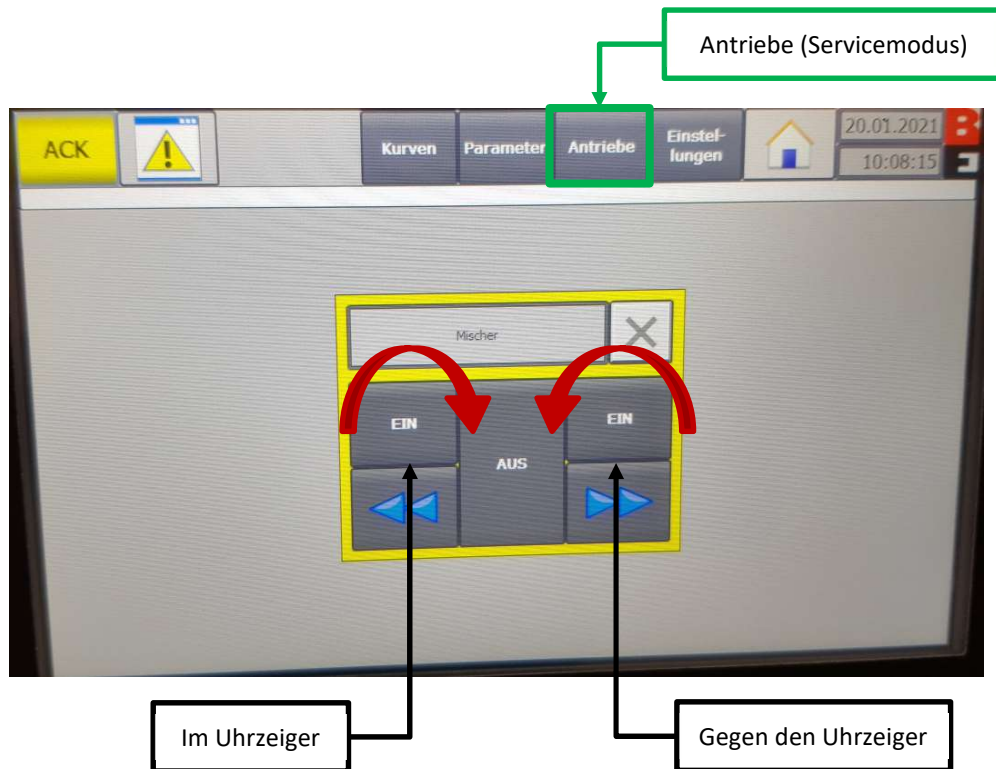 Antriebe (Servicemodus)
ACK
Kurven
Parameter
Antriebe
Einstel-
lungen
20.01.2021
10:08:15
Mischer
EIN
AUS
EIN
Im Uhrzeiger
Gegen den Uhrzeiger